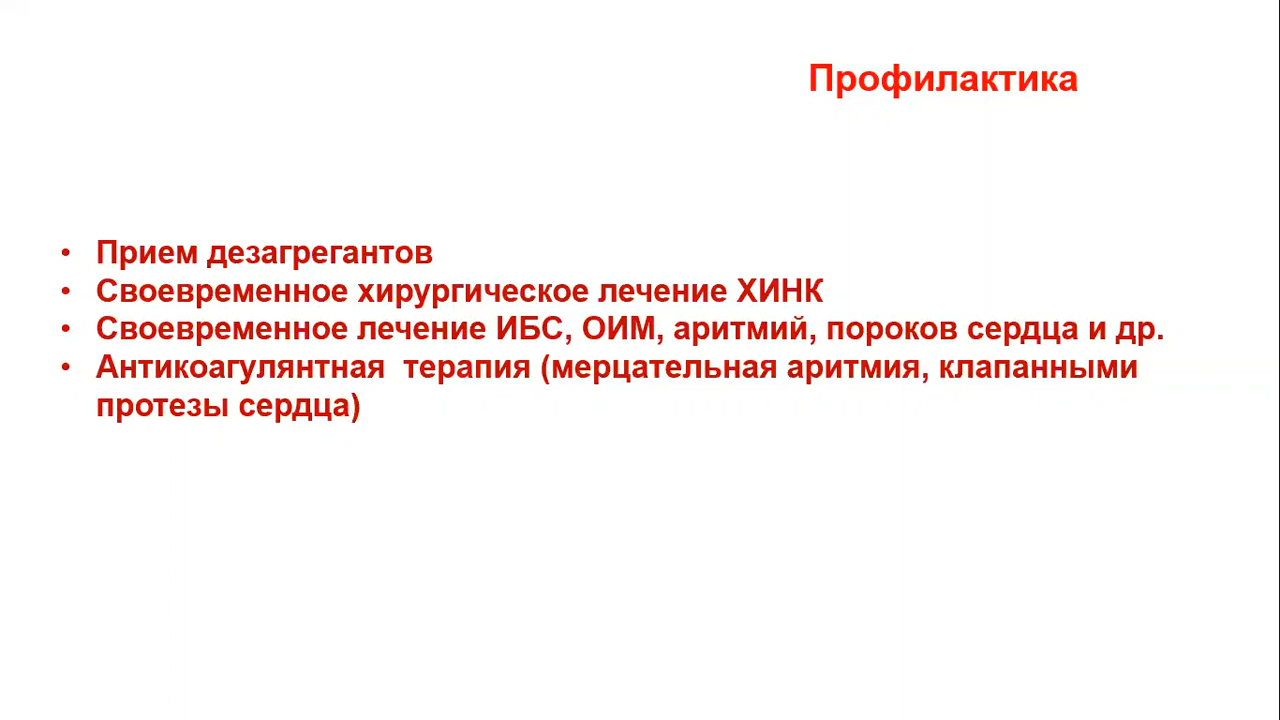 Профилактика
• Прием дезагрегантов
• Своевременное хирургическое лечение ХИНК
• Своевременное лечение ИБС, ОИМ, аритмий, пороков сердца и др.
• Антикоагулянтная терапия (мерцательная аритмия, клапанными
протезы сердца)